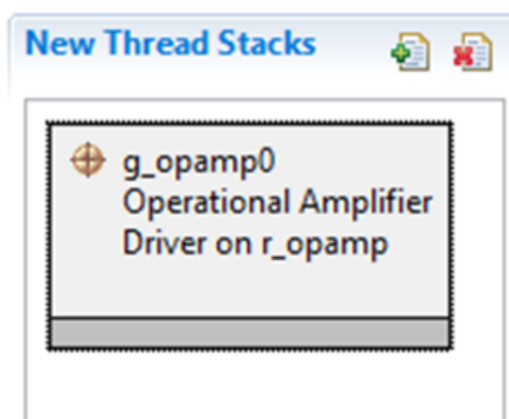 New Thread Stacks
g_opamp0
Operational Amplifier
Driver on r_opamp